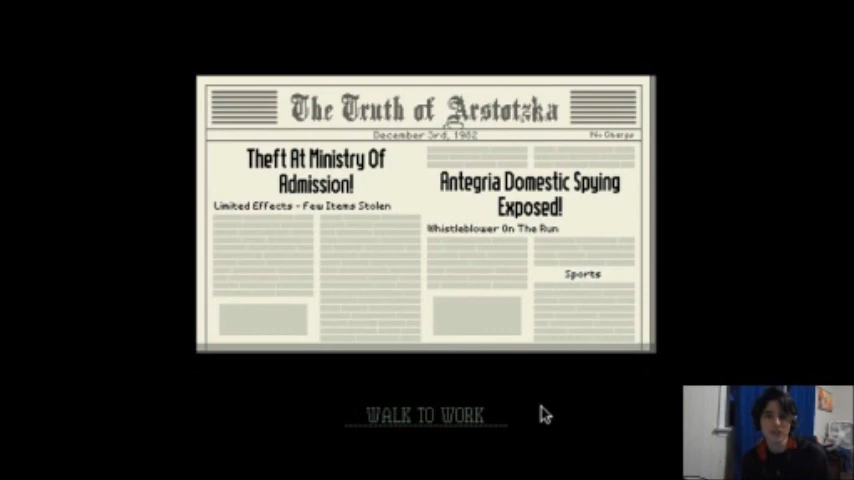 The Truth of Arstotzka
December 3rd, 1982
No Charge
Theft At Ministry Of
Admission!
Limited Effects - Few Items Stolen
Antegria Domestic Spying
Exposed!
Whistleblower On The Run
Sports
WALK TO WORK